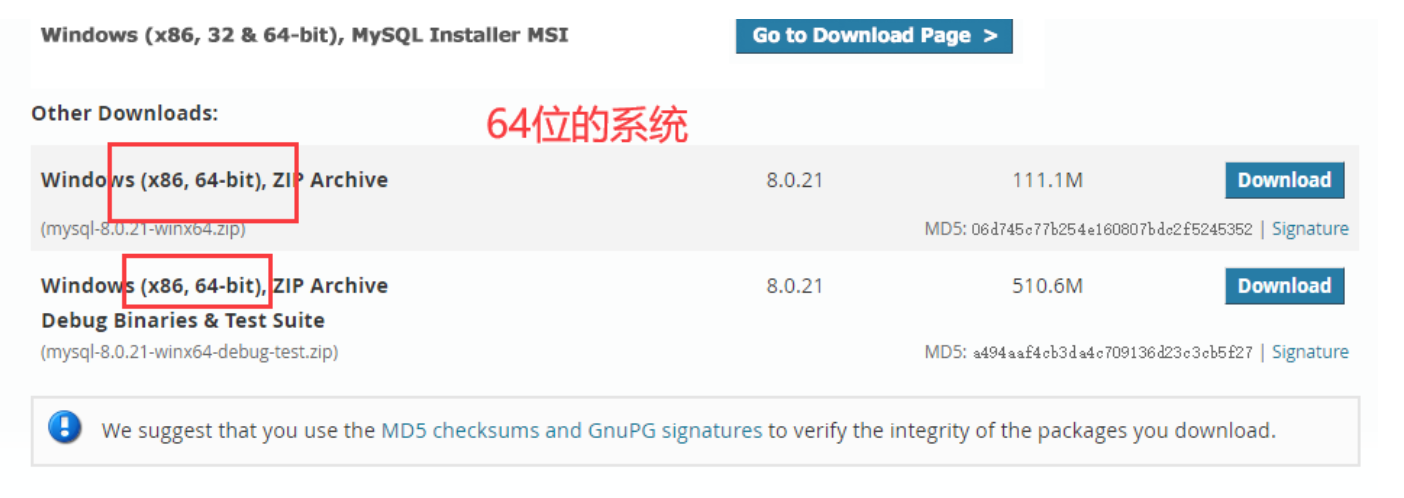 Windows (x86, 32 & 64-bit), MySQL Installer MSI
Go to Download Page >
Other Downloads:
64位的系统
Windows (x86, 64-bit), ZIP Archive
8.0.21
111.1M
Download
(mysql-8.0.21-winx64.zip)
MD5: 06d745c77b254e160807bdc2f5245352 | Signature
Windows (x86, 64-bit), ZIP Archive
8.0.21
510.6M
Download
Debug Binaries & Test Suite
(mysql-8.0.21-winx64-debug-test.zip)
MD5: a494aaf4cb3da4c709136d23c3cb5f27 | Signature
We suggest that you use the MD5 checksums and GnuPG signatures to verify the integrity of the packages you download.